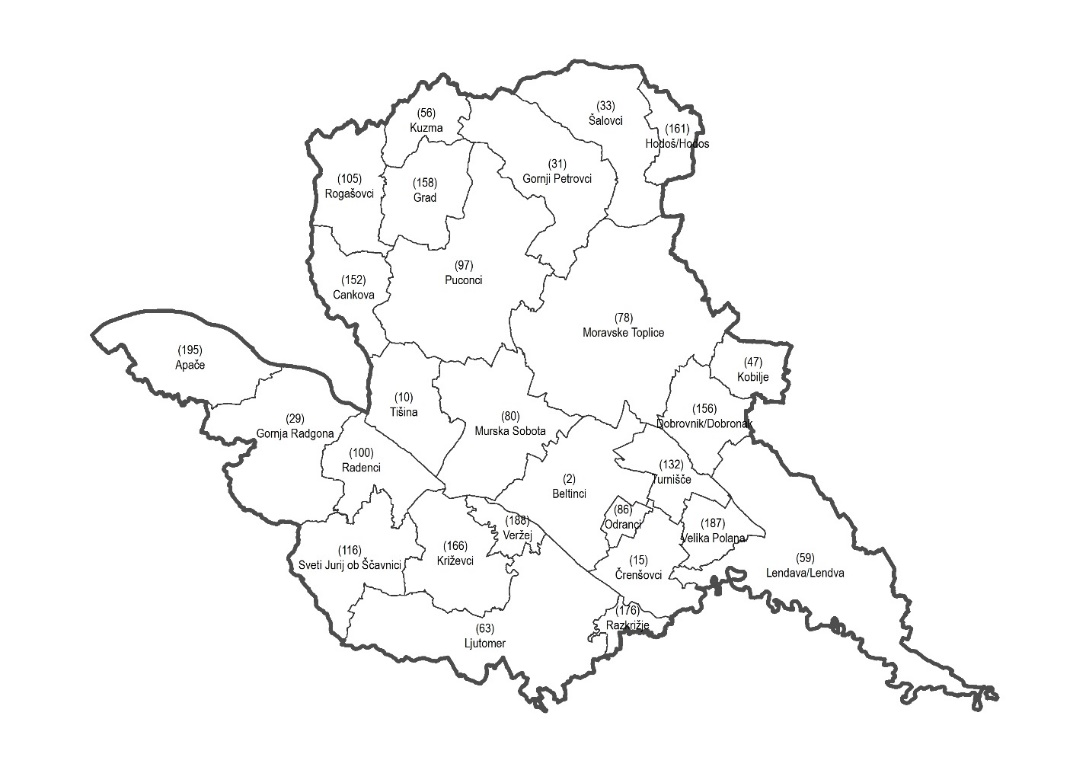 (33)
Šalovci
(56)
Kuzma
(161)
Hodoš/Hodos
(31)
Gornji Petrovci
(105)
Rogašovci
(158)
Grad
(97)
Puconci
(152)
Cankova
(78)
Moravske Toplice
(195)
Apače
(47)
Kobilje
(10)
Tišina
(80)
Murska Sobota
(156)
Dobrovnik/Dobronak
(29)
Gornja Radgona
(100)
Radenci
(132)
Turnišče
(2)
Beltinci
(86)
Odranci
(188)
Veržej
(187)
Velika Polana
(116)
Sveti Jurij ob Ščavnici
(166)
Križevci
(15)
Črenšovci
(59)
Lendava/Lendva
(176)
Razkrižje
(63)
Ljutomer